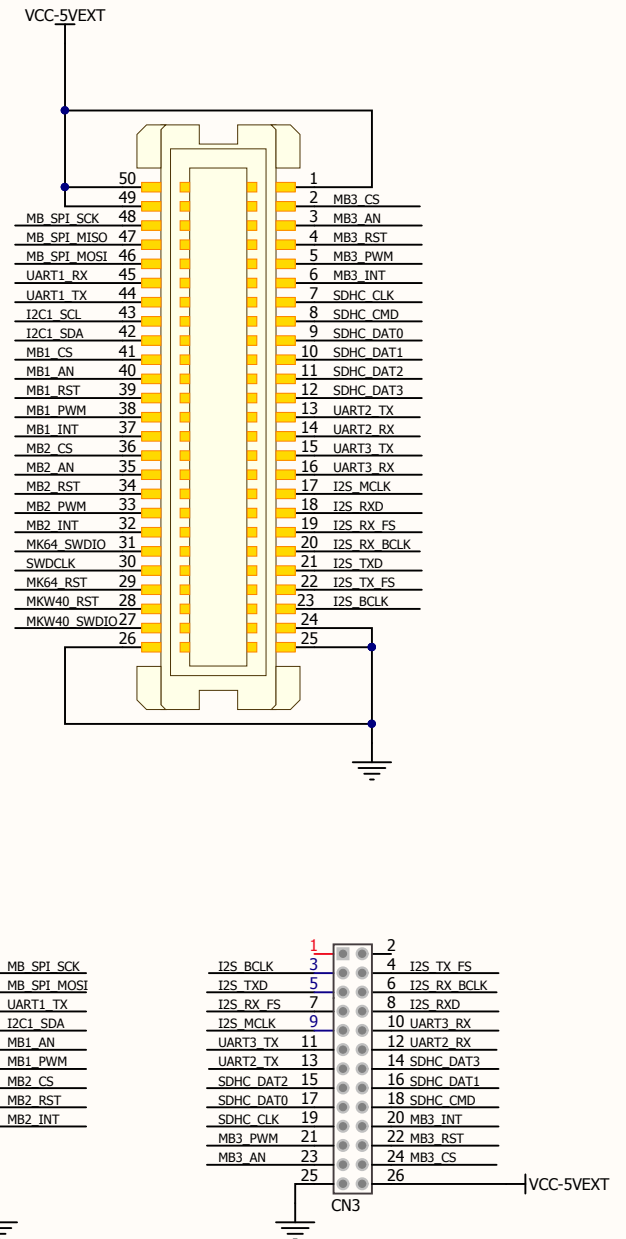 VCC-5VEXT
50 1
49 2 MB3_CS
MB_SPI_SCK 48 3 MB3_AN
MB_SPI_MISO 47 4 MB3_RST
MB_SPI_MOSI 46 5 MB3_PWM
UART1_RX 45 6 MB3_INT
UART1_TX 44 7 SDHC_CLK
I2C1_SCL 43 8 SDHC_CMD
I2C1_SDA 42 9 SDHC_DAT0
MB1_CS 41 10 SDHC_DAT1
MB1_AN 40 11 SDHC_DAT2
MB1_RST 39 12 SDHC_DAT3
MB1_PWM 38 13 UART2_TX
MB1_INT 37 14 UART2_RX
MB2_CS 36 15 UART3_TX
MB2_AN 35 16 UART3_RX
MB2_RST 34 17 I2S_MCLK
MB2_PWM 33 18 I2S_RXD
MB2_INT 32 19 I2S_RX_FS
MK64_SWDIO 31 20 I2S_RX_BCLK
SWDCLK 30 21 I2S_TXD
MK64_RST 29 22 I2S_TX_FS
MKW40_RST 28 23 I2S_BCLK
MKW40_SWDIO 27 24
26 25
1 2
MB_SPI_SCK I2S_BCLK 3 4 I2S_TX_FS
MB_SPI_MOSI I2S_TXD 5 6 I2S_RX_BCLK
UART1_TX I2S_RX_FS 7 8 I2S_RXD
I2C1_SDA I2S_MCLK 9 10 UART3_RX
MB1_AN UART3_TX 11 12 UART2_RX
MB1_PWM UART2_TX 13 14 SDHC_DAT3
MB2_CS SDHC_DAT2 15 16 SDHC_DAT1
MB2_RST SDHC_DAT0 17 18 SDHC_CMD
MB2_INT SDHC_CLK 19 20 MB3_INT
MB3_PWM 21 22 MB3_RST
MB3_AN 23 24 MB3_CS
25 26 VCC-5VEXT
CN3